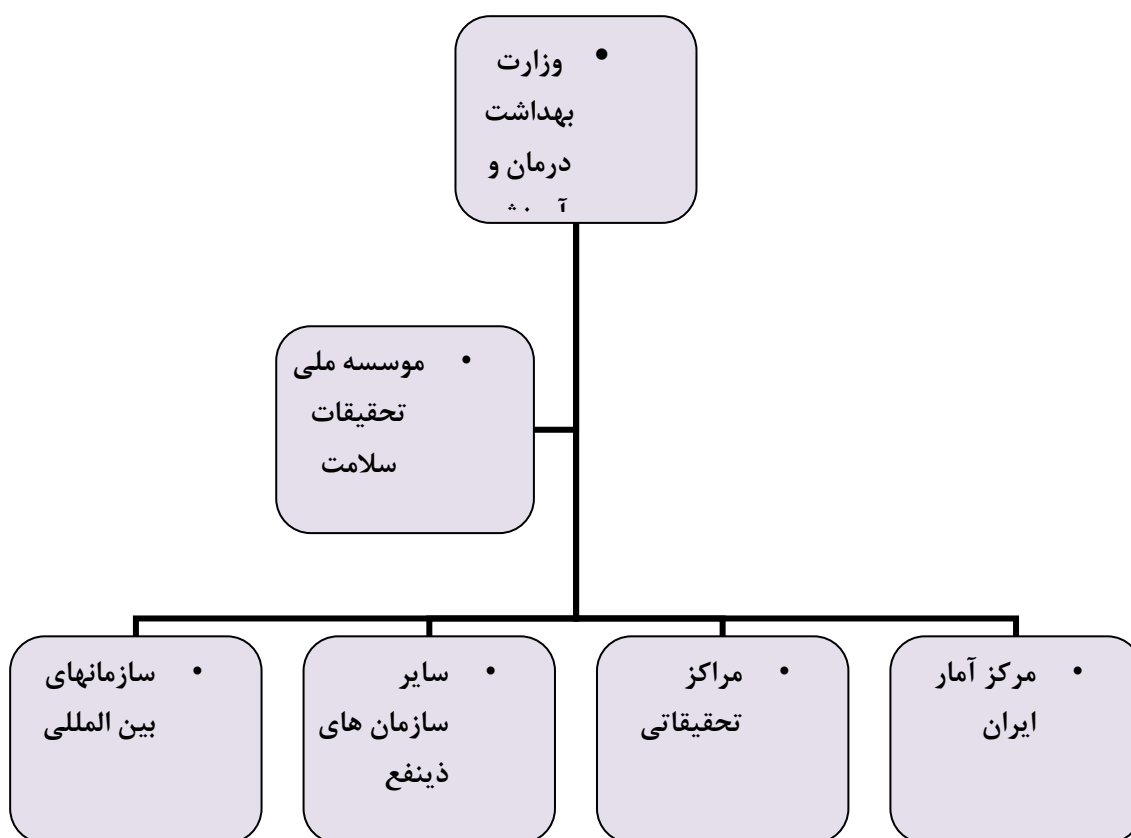 • وزارت
بهداشت
درمان و
• موسسه ملی
تحقیقات
سلامت
• مرکز آمار
ایران
• مراکز
تحقیقاتی
• سایر
سازمان های
ذینفع
• سازمانهای
بین المللی